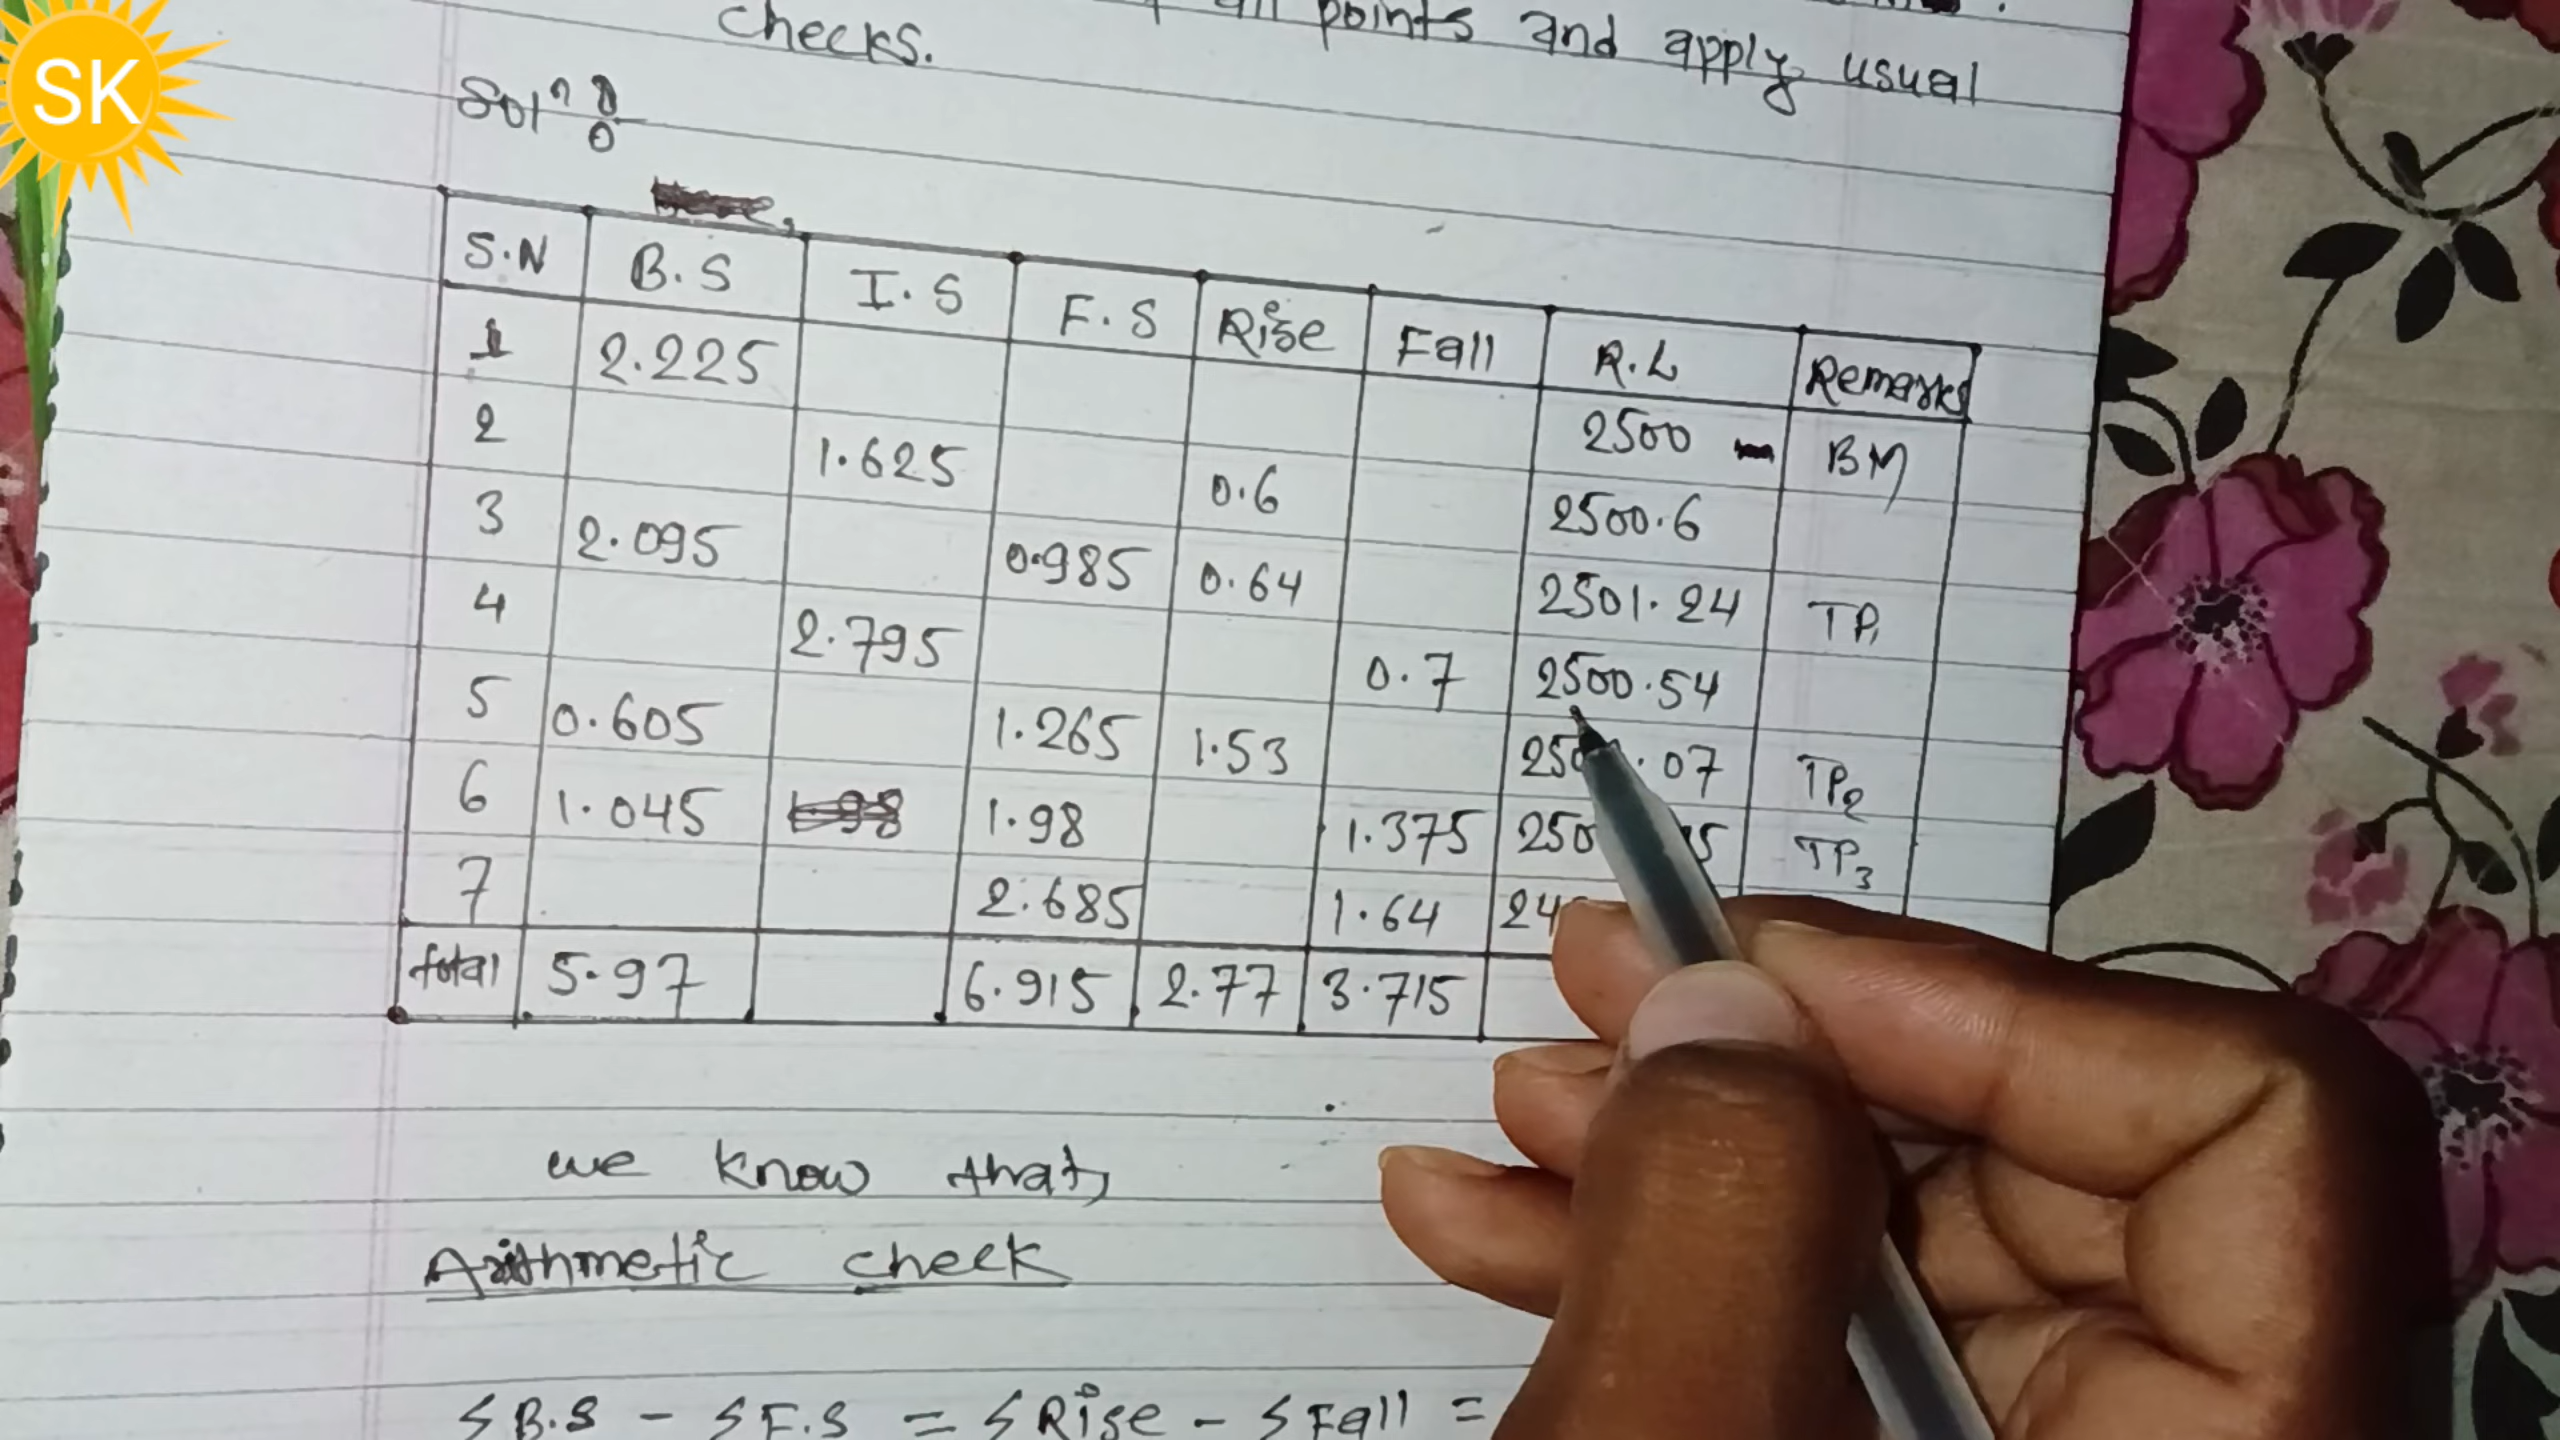 all points and apply usual
checks.
SK
Solⁿ :-
S.N B.S I.S F.S Rise Fall R.L Remarks
1 2.225 2500 - BM
2 1.625 0.6 2500.6
3 2.095 0.985 0.64 2501.24 TP1
4 2.795 0.7 2500.54
5 0.605 1.265 1.53 TP2
6 1.045 1.98 1.375 TP3
7 2.685 1.64
total 5.97 6.915 2.77 3.715
we know that,
Arithmetic check
ΣB.S - ΣF.S = ΣRise - ΣFall =